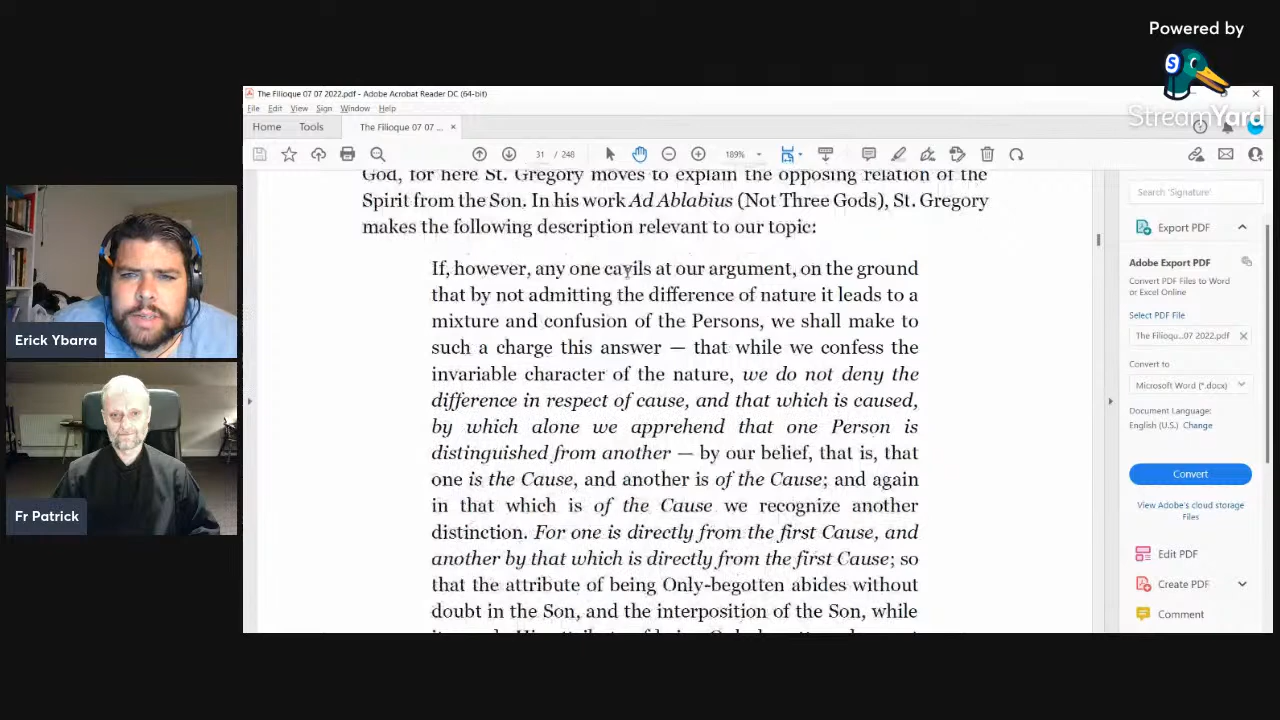 Powered by
StreamYard
The Filioque 07 07 2022.pdf - Adobe Acrobat Reader DC (64-bit)
File Edit View Sign Window Help
Home Tools The Filioque 07 07 ... ×
31 / 248 189%
God, for here St. Gregory moves to explain the opposing relation of the
Spirit from the Son. In his work Ad Ablabius (Not Three Gods), St. Gregory
makes the following description relevant to our topic:
If, however, any one cavils at our argument, on the ground
that by not admitting the difference of nature it leads to a
mixture and confusion of the Persons, we shall make to
such a charge this answer — that while we confess the
invariable character of the nature, we do not deny the
difference in respect of cause, and that which is caused,
by which alone we apprehend that one Person is
distinguished from another — by our belief, that is, that
one is the Cause, and another is of the Cause; and again
in that which is of the Cause we recognize another
distinction. For one is directly from the first Cause, and
another by that which is directly from the first Cause; so
that the attribute of being Only-begotten abides without
doubt in the Son, and the interposition of the Son, while
Search 'Signature'
Export PDF
Adobe Export PDF
Convert PDF Files to Word
or Excel Online
Select PDF File
The Filioqu...07 2022.pdf ×
Convert to
Microsoft Word (*.docx)
Document Language:
English (U.S.) Change
Convert
View Adobe's cloud storage
Files
Edit PDF
Create PDF
Comment
Erick Ybarra
Fr Patrick